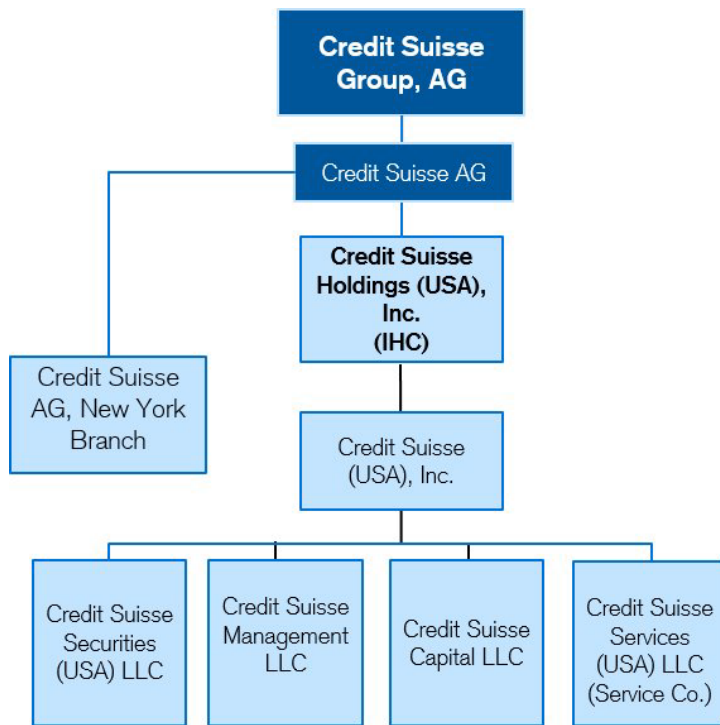 Credit Suisse
Group, AG
Credit Suisse AG
Credit Suisse
Holdings (USA),
Inc.
(IHC)
Credit Suisse
AG, New York
Branch
Credit Suisse
(USA), Inc.
Credit Suisse
Securities
(USA) LLC
Credit Suisse
Management
LLC
Credit Suisse
Capital LLC
Credit Suisse
Services
(USA) LLC
(Service Co.)